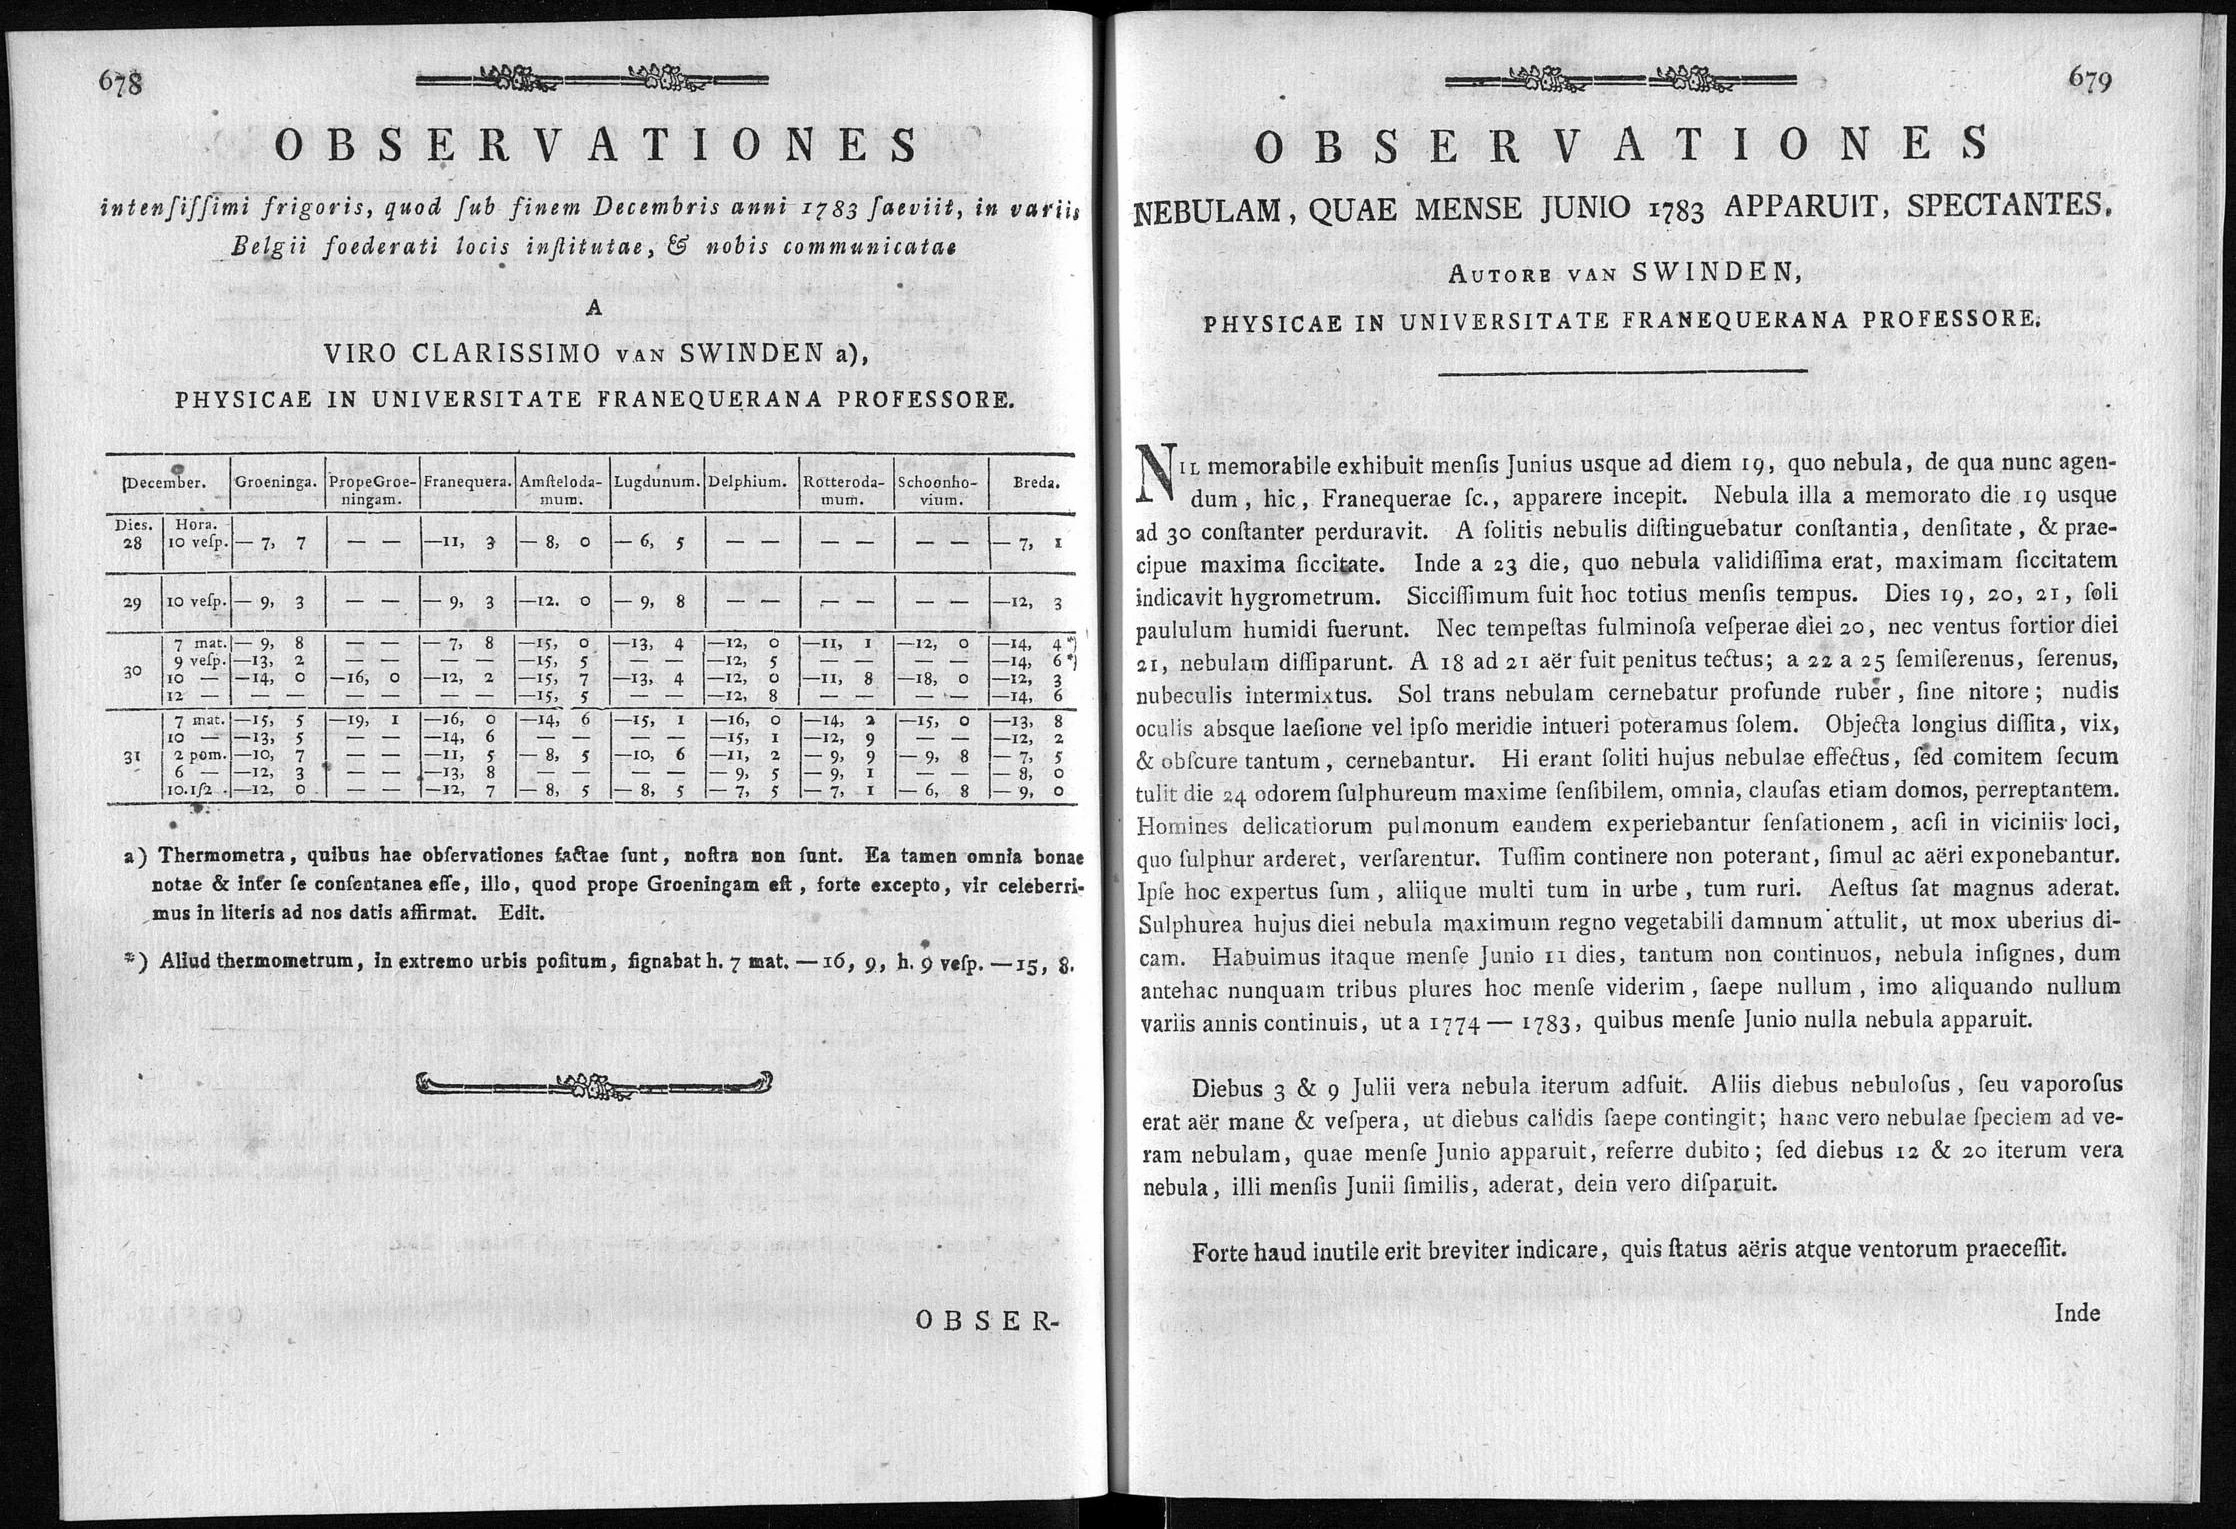 678
OBSERVATIONES
intenſiſſimi frigoris, quod ſub finem Decembris anni 1783 ſaeviit, in variis
Belgii foederati locis inſtitutae, & nobis communicatae
A
VIRO CLARISSIMO VAN SWINDEN a),
PHYSICAE IN UNIVERSITATE FRANEQUERANA PROFESSORE.
December. | Groeninga. | Prope Groeningam. | Franequera. | Amſtelodamum. | Lugdunum. | Delphium. | Rotterodamum. | Schoonhovium. | Breda.
Dies. Hora.
28 10 veſp. — 7, 7 — — —11, 3 — 8, 0 — 6, 5 — — — — — — — 7, 1
29 10 veſp. — 9, 3 — — — 9, 3 —12. 0 — 9, 8 — — — — — — —12, 3
30 7 mat. — 9, 8 — — — 7, 8 —15, 0 —13, 4 —12, 0 —11, 1 —12, 0 —14, 4 *)
9 veſp. —13, 2 — — — — —15, 5 — — —12, 5 — — — — —14, 6 *)
10 — —14, 0 —16, 0 —12, 2 —15, 7 —13, 4 —12, 0 —11, 8 —18, 0 —12, 3
12 — — — — — — — —15, 5 — — —12, 8 — — — — —14, 6
31 7 mat. —15, 5 —19, 1 —16, 0 —14, 6 —15, 1 —16, 0 —14, 2 —15, 0 —13, 8
10 — —13, 5 —14, 6 — — — — —15, 1 —12, 9 — — —12, 2
2 pom. —10, 7 — — —11, 5 — 8, 5 —10, 6 —11, 2 — 9, 9 — 9, 8 — 7, 5
6 — —12, 3 — — —13, 8 — — — — — 9, 5 — 9, 1 — — — 8, 0
10.1ſ2 . —12, 0 — — —12, 7 — 8, 5 — 8, 5 — 7, 5 — 7, 1 — 6, 8 — 9, 0
a) Thermometra, quibus hae obſervationes factae ſunt, noſtra non ſunt. Ea tamen omnia bonae
notae & inter ſe conſentanea eſſe, illo, quod prope Groeningam eſt, forte excepto, vir celeberri-
mus in literis ad nos datis affirmat. Edit.
*) Aliud thermometrum, in extremo urbis poſitum, ſignabat h. 7 mat. — 16, 9, h. 9 veſp. — 15, 8.
OBSER-
679
OBSERVATIONES
NEBULAM, QUAE MENSE JUNIO 1783 APPARUIT, SPECTANTES.
AUTORE VAN SWINDEN,
PHYSICAE IN UNIVERSITATE FRANEQUERANA PROFESSORE.
NIL memorabile exhibuit menſis Junius usque ad diem 19, quo nebula, de qua nunc agen-
dum, hic, Franequerae ſc., apparere incepit. Nebula illa a memorato die 19 usque
ad 30 conſtanter perduravit. A ſolitis nebulis diſtinguebatur conſtantia, denſitate, & prae-
cipue maxima ſiccitate. Inde a 23 die, quo nebula validiſſima erat, maximam ſiccitatem
indicavit hygrometrum. Sicciſſimum fuit hoc totius menſis tempus. Dies 19, 20, 21, ſoli
paululum humidi fuerunt. Nec tempeſtas fulminoſa veſperae diei 20, nec ventus fortior diei
21, nebulam diſſiparunt. A 18 ad 21 aër fuit penitus tectus; a 22 a 25 ſemiſerenus, ſerenus,
nubeculis intermixtus. Sol trans nebulam cernebatur profunde ruber, ſine nitore; nudis
oculis absque laeſione vel ipſo meridie intueri poteramus ſolem. Objecta longius diſſita, vix,
& obſcure tantum, cernebantur. Hi erant ſoliti hujus nebulae effectus, ſed comitem ſecum
tulit die 24 odorem ſulphureum maxime ſenſibilem, omnia, clauſas etiam domos, perreptantem.
Homines delicatiorum pulmonum eandem experiebantur ſenſationem, acſi in viciniis loci,
quo ſulphur arderet, verſarentur. Tuſſim continere non poterant, ſimul ac aëri exponebantur.
Ipſe hoc expertus ſum, aliique multi tum in urbe, tum ruri. Aeſtus ſat magnus aderat.
Sulphurea hujus diei nebula maximum regno vegetabili damnum attulit, ut mox uberius di-
cam. Habuimus itaque menſe Junio 11 dies, tantum non continuos, nebula inſignes, dum
antehac nunquam tribus plures hoc menſe viderim, ſaepe nullum, imo aliquando nullum
variis annis continuis, ut a 1774 — 1783, quibus menſe Junio nulla nebula apparuit.
Diebus 3 & 9 Julii vera nebula iterum adfuit. Aliis diebus nebuloſus, ſeu vaporoſus
erat aër mane & veſpera, ut diebus calidis ſaepe contingit; hanc vero nebulae ſpeciem ad ve-
ram nebulam, quae menſe Junio apparuit, referre dubito; ſed diebus 12 & 20 iterum vera
nebula, illi menſis Junii ſimilis, aderat, dein vero diſparuit.
Forte haud inutile erit breviter indicare, quis ſtatus aëris atque ventorum praeceſſit.
Inde